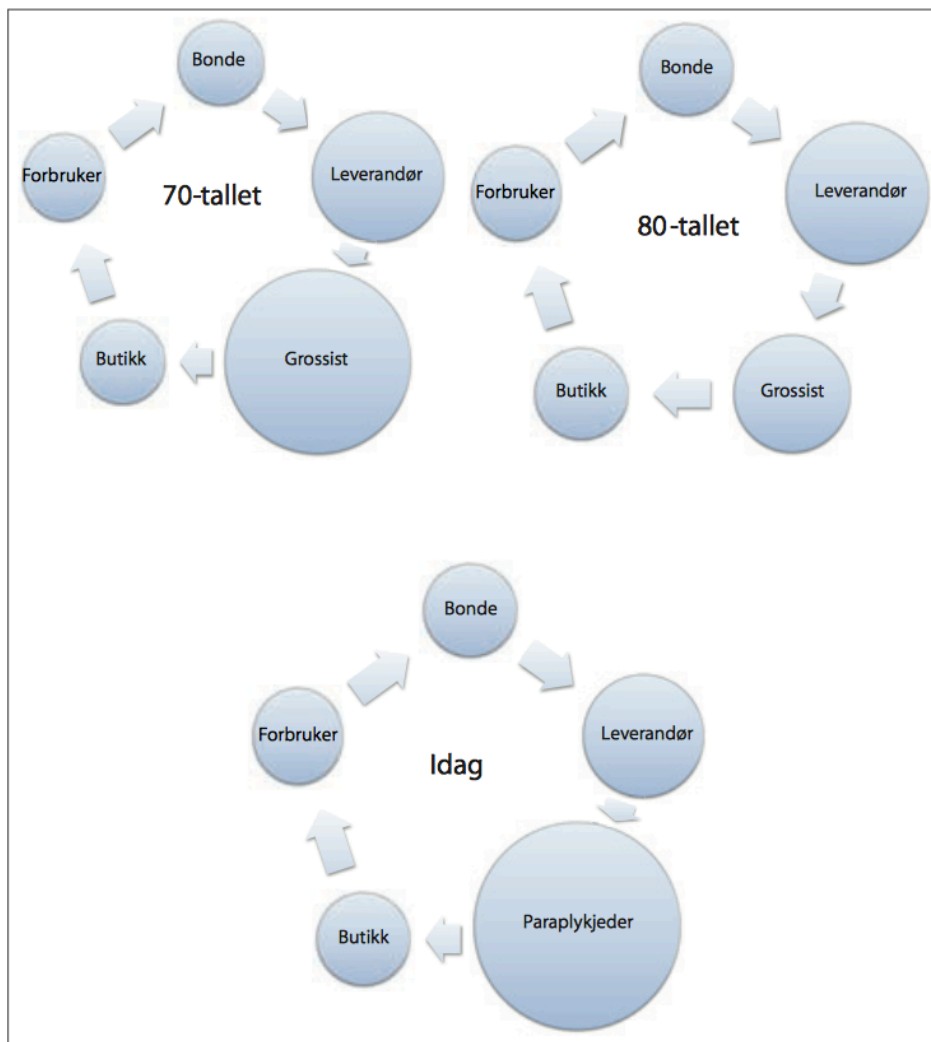 Bonde
Leverandør
Forbruker
70-tallet
Grossist
Butikk
Bonde
Leverandør
Forbruker
80-tallet
Grossist
Butikk
Bonde
Leverandør
Forbruker
Idag
Paraplykjeder
Butikk